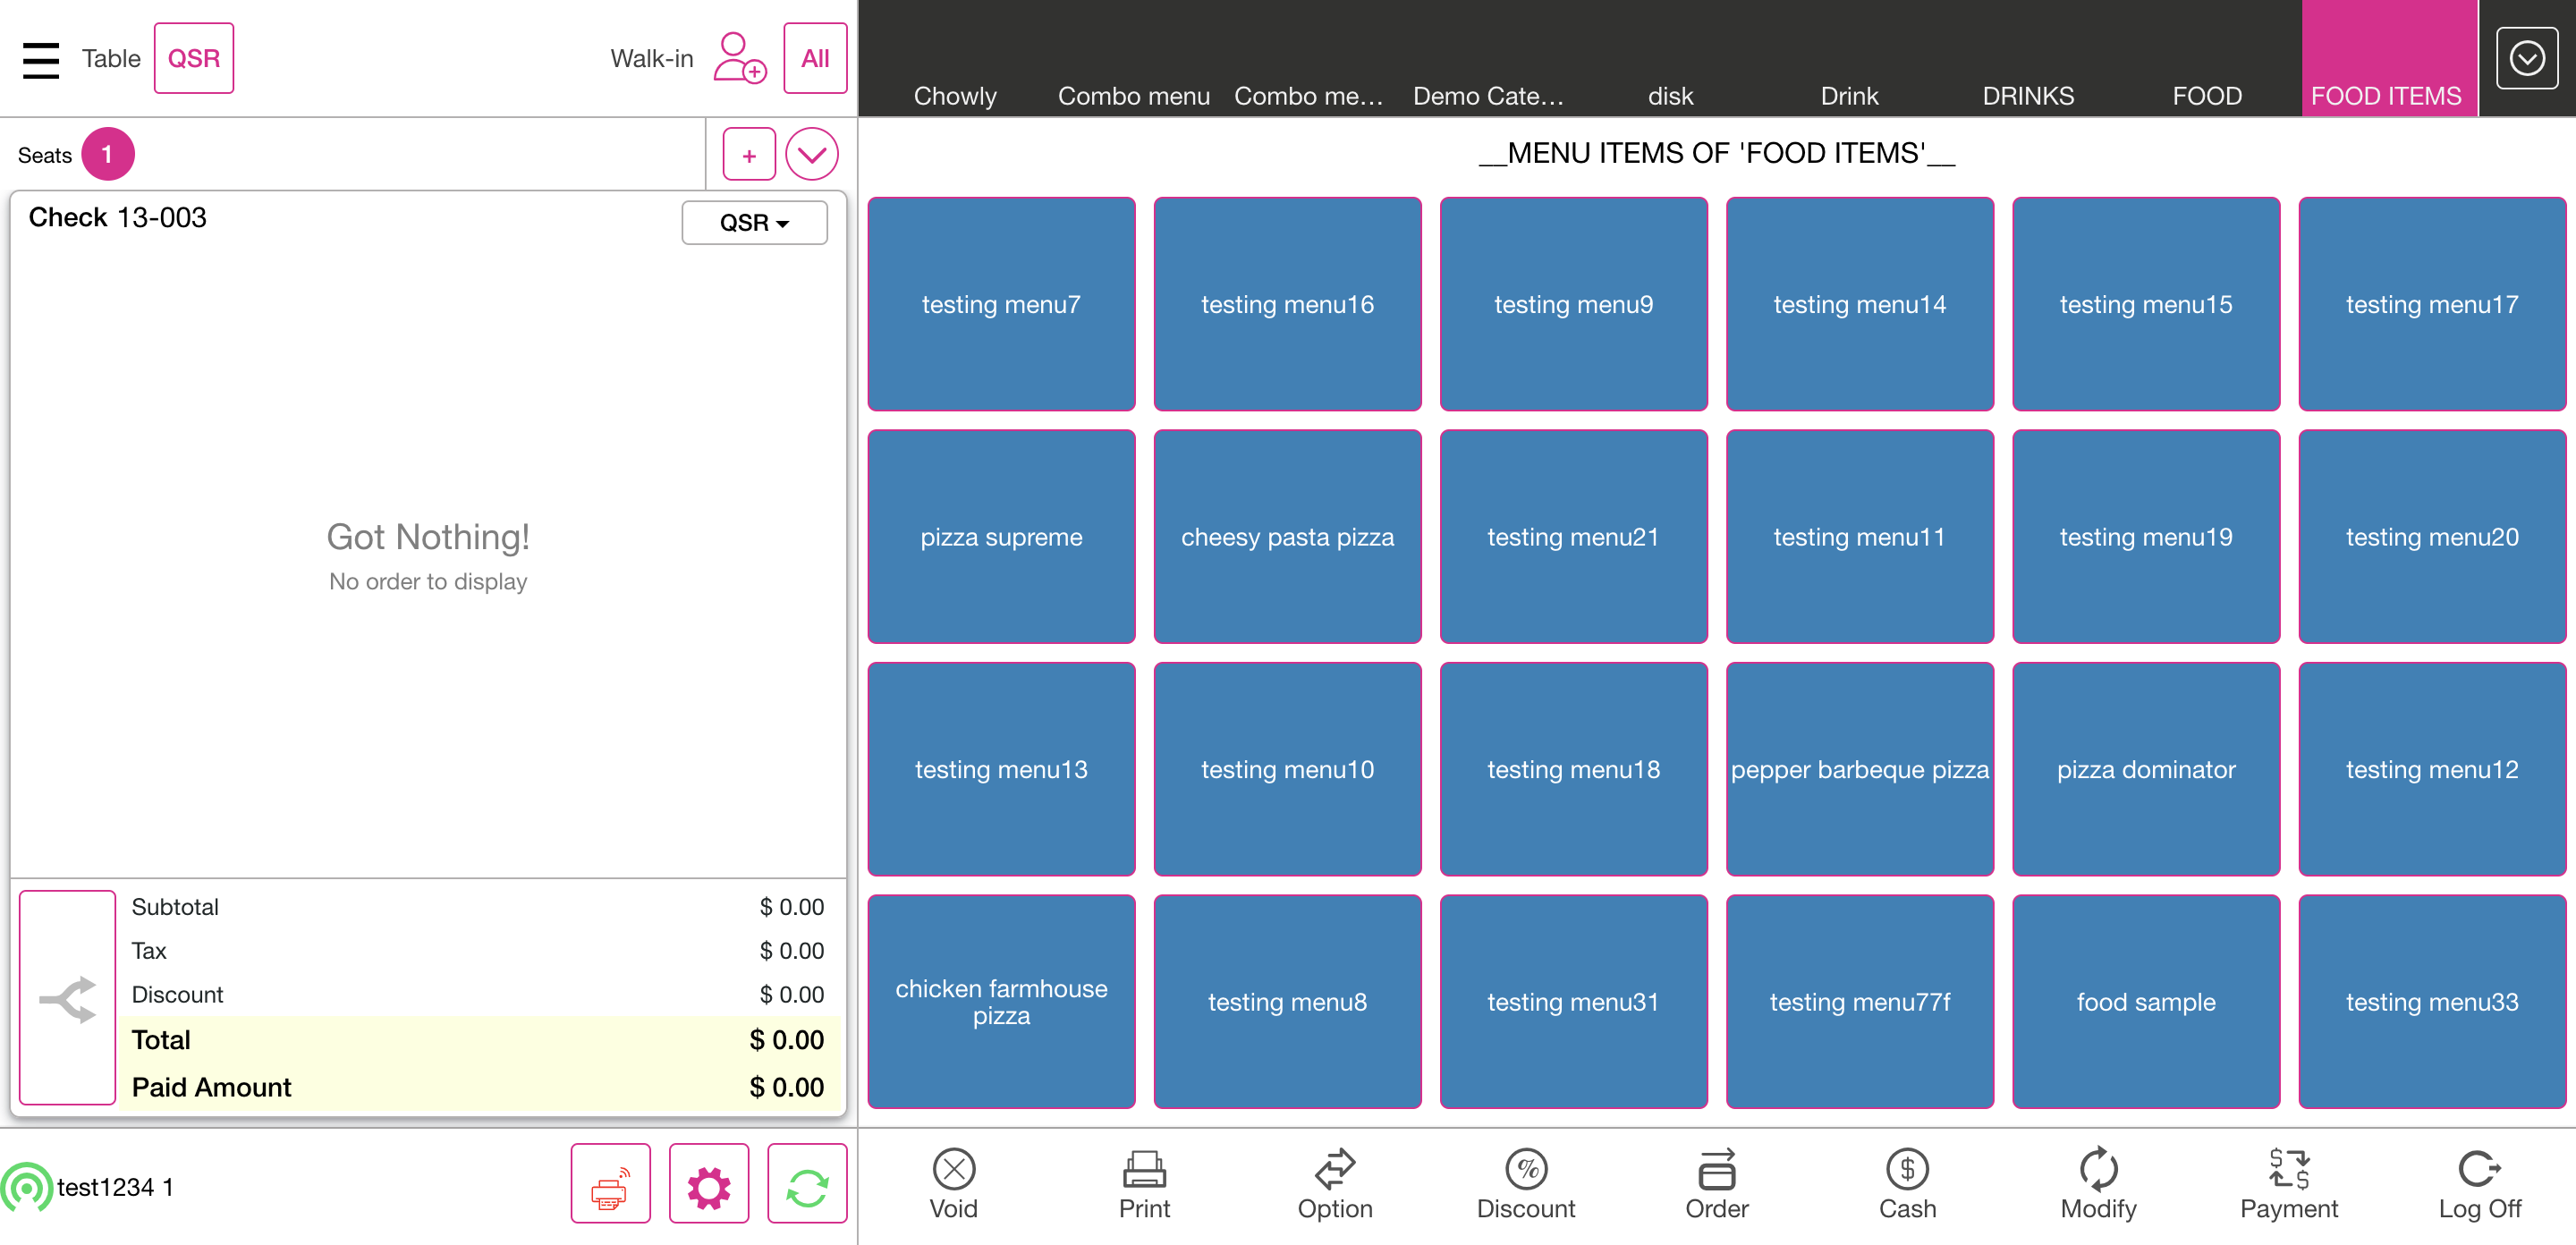 Table QSR Walk-in All
Chowly Combo menu Combo me... Demo Cate... disk Drink DRINKS FOOD FOOD ITEMS
Seats 1 +
__MENU ITEMS OF 'FOOD ITEMS'__
Check 13-003 QSR
testing menu7 testing menu16 testing menu9 testing menu14 testing menu15 testing menu17
Got Nothing!
No order to display
pizza supreme cheesy pasta pizza testing menu21 testing menu11 testing menu19 testing menu20
testing menu13 testing menu10 testing menu18 pepper barbeque pizza pizza dominator testing menu12
Subtotal $ 0.00
Tax $ 0.00
Discount $ 0.00
Total $ 0.00
Paid Amount $ 0.00
chicken farmhouse
pizza
testing menu8 testing menu31 testing menu77f food sample testing menu33
test1234 1
Void Print Option Discount Order Cash Modify Payment Log Off